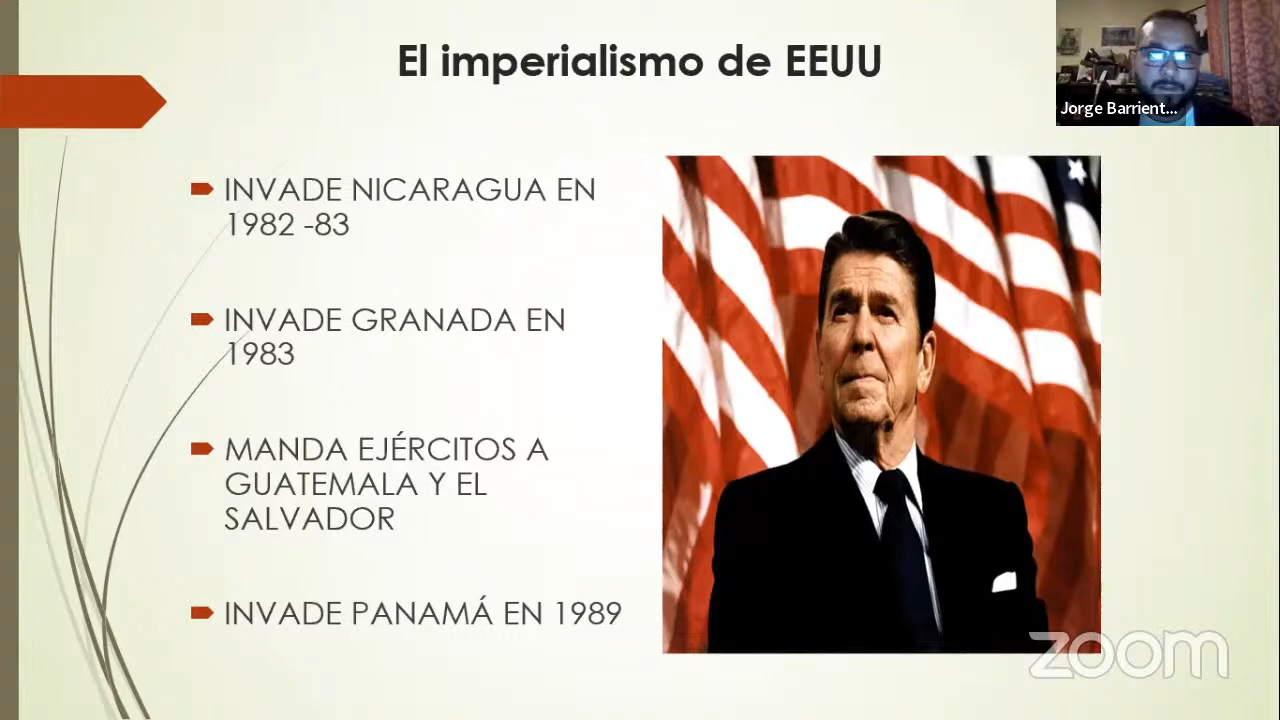 El imperialismo de EEUU
Jorge Barrient...
INVADE NICARAGUA EN
1982 -83
INVADE GRANADA EN
1983
MANDA EJÉRCITOS A
GUATEMALA Y EL
SALVADOR
INVADE PANAMÁ EN 1989
zoom